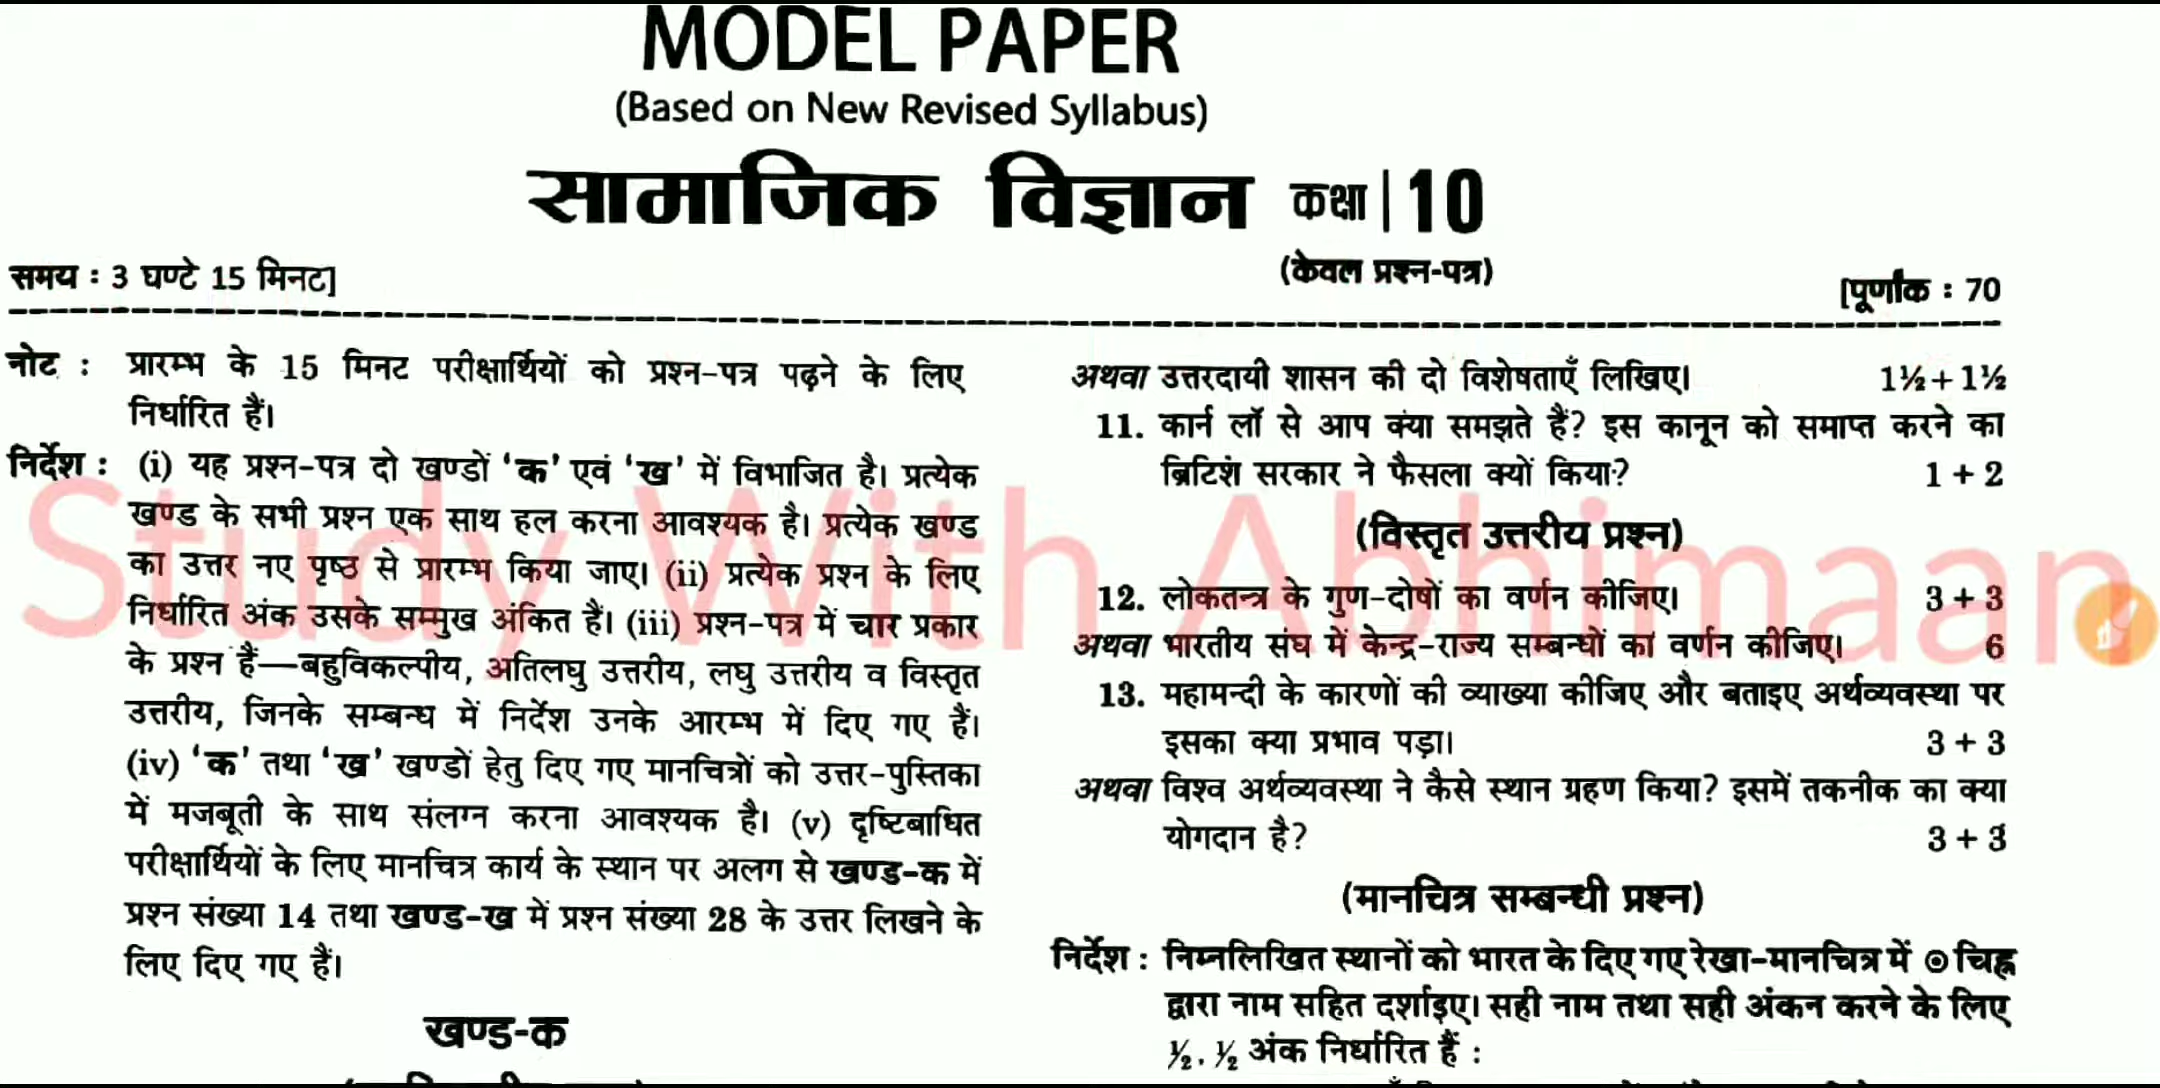 MODEL PAPER
(Based on New Revised Syllabus)
सामाजिक विज्ञान कक्षा | 10
(केवल प्रश्न-पत्र)
समय : 3 घण्टे 15 मिनट]
[पूर्णांक : 70
नोट : प्रारम्भ के 15 मिनट परीक्षार्थियों को प्रश्न-पत्र पढ़ने के लिए
निर्धारित हैं।
निर्देश : (i) यह प्रश्न-पत्र दो खण्डों ‘क’ एवं ‘ख’ में विभाजित है। प्रत्येक
खण्ड के सभी प्रश्न एक साथ हल करना आवश्यक है। प्रत्येक खण्ड
का उत्तर नए पृष्ठ से प्रारम्भ किया जाए। (ii) प्रत्येक प्रश्न के लिए
निर्धारित अंक उसके सम्मुख अंकित हैं। (iii) प्रश्न-पत्र में चार प्रकार
के प्रश्न हैं—बहुविकल्पीय, अतिलघु उत्तरीय, लघु उत्तरीय व विस्तृत
उत्तरीय, जिनके सम्बन्ध में निर्देश उनके आरम्भ में दिए गए हैं।
(iv) ‘क’ तथा ‘ख’ खण्डों हेतु दिए गए मानचित्रों को उत्तर-पुस्तिका
में मजबूती के साथ संलग्न करना आवश्यक है। (v) दृष्टिबाधित
परीक्षार्थियों के लिए मानचित्र कार्य के स्थान पर अलग से खण्ड-क में
प्रश्न संख्या 14 तथा खण्ड-ख में प्रश्न संख्या 28 के उत्तर लिखने के
लिए दिए गए हैं।
खण्ड-क
अथवा उत्तरदायी शासन की दो विशेषताएँ लिखिए। 1½ + 1½
11. कार्न लॉ से आप क्या समझते हैं? इस कानून को समाप्त करने का
ब्रिटिश सरकार ने फैसला क्यों किया? 1 + 2
(विस्तृत उत्तरीय प्रश्न)
12. लोकतन्त्र के गुण-दोषों का वर्णन कीजिए। 3 + 3
अथवा भारतीय संघ में केन्द्र-राज्य सम्बन्धों का वर्णन कीजिए। 6
13. महामन्दी के कारणों की व्याख्या कीजिए और बताइए अर्थव्यवस्था पर
इसका क्या प्रभाव पड़ा। 3 + 3
अथवा विश्व अर्थव्यवस्था ने कैसे स्थान ग्रहण किया? इसमें तकनीक का क्या
योगदान है? 3 + 3
(मानचित्र सम्बन्धी प्रश्न)
निर्देश : निम्नलिखित स्थानों को भारत के दिए गए रेखा-मानचित्र में ⊙ चिह्न
द्वारा नाम सहित दर्शाइए। सही नाम तथा सही अंकन करने के लिए
½, ½ अंक निर्धारित हैं :
Study With Abhimaan